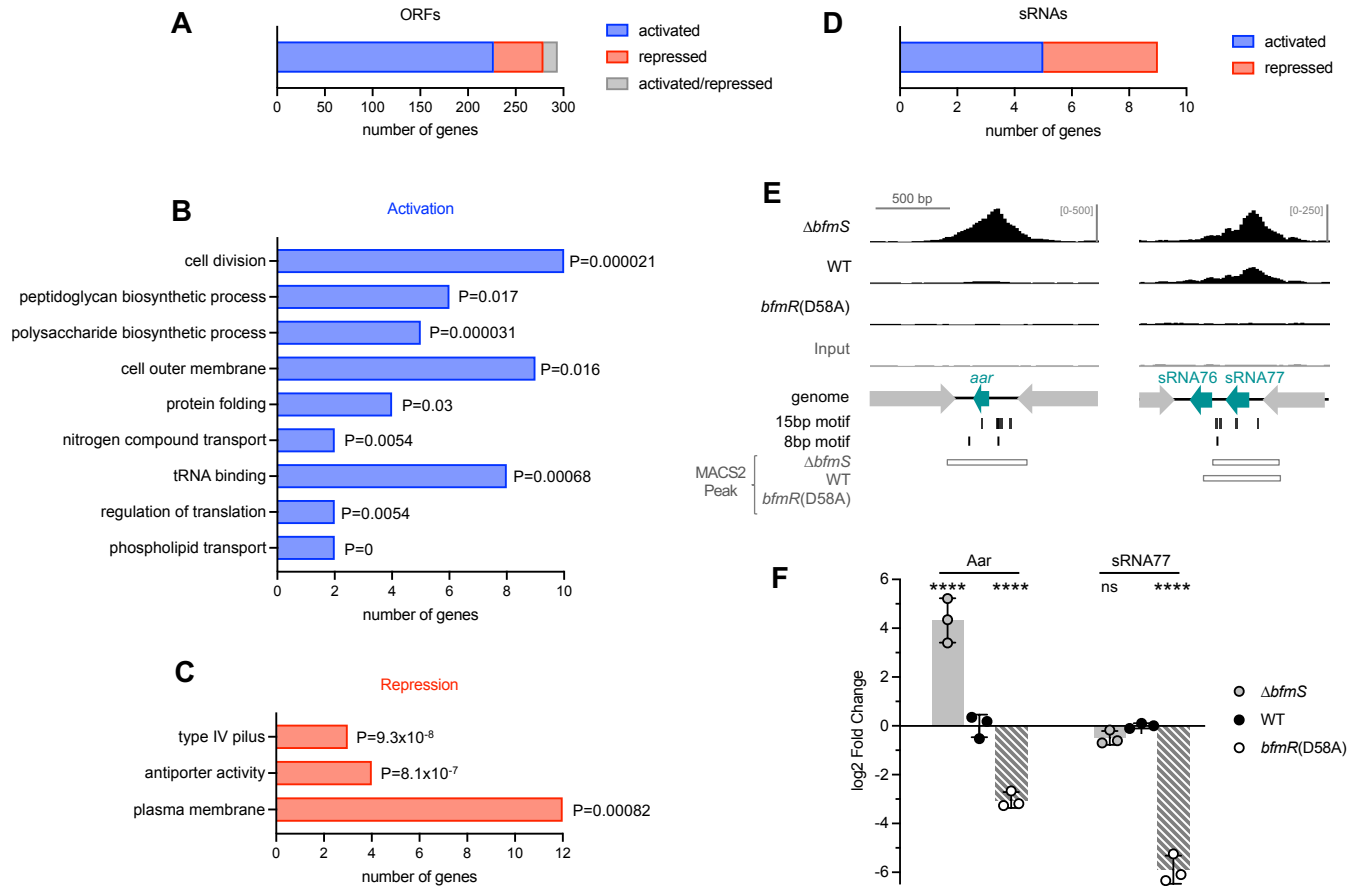 A
ORFs
activated
repressed
activated/repressed
0 50 100 150 200 250 300
number of genes
D
sRNAs
activated
repressed
0 2 4 6 8 10
number of genes
B
Activation
cell division P=0.000021
peptidoglycan biosynthetic process P=0.017
polysaccharide biosynthetic process P=0.000031
cell outer membrane P=0.016
protein folding P=0.03
nitrogen compound transport P=0.0054
tRNA binding P=0.00068
regulation of translation P=0.0054
phospholipid transport P=0
0 2 4 6 8 10
number of genes
C
Repression
type IV pilus P=9.3x10-8
antiporter activity P=8.1x10-7
plasma membrane P=0.00082
0 2 4 6 8 10 12
number of genes
E
500 bp [0-500] [0-250]
ΔbfmS
WT
bfmR(D58A)
Input
aar sRNA76 sRNA77
genome
15bp motif
8bp motif
MACS2
Peak
ΔbfmS
WT
bfmR(D58A)
F
Aar sRNA77
**** **** ns ****
6
4
2
0
-2
-4
-6
log2 Fold Change
ΔbfmS
WT
bfmR(D58A)